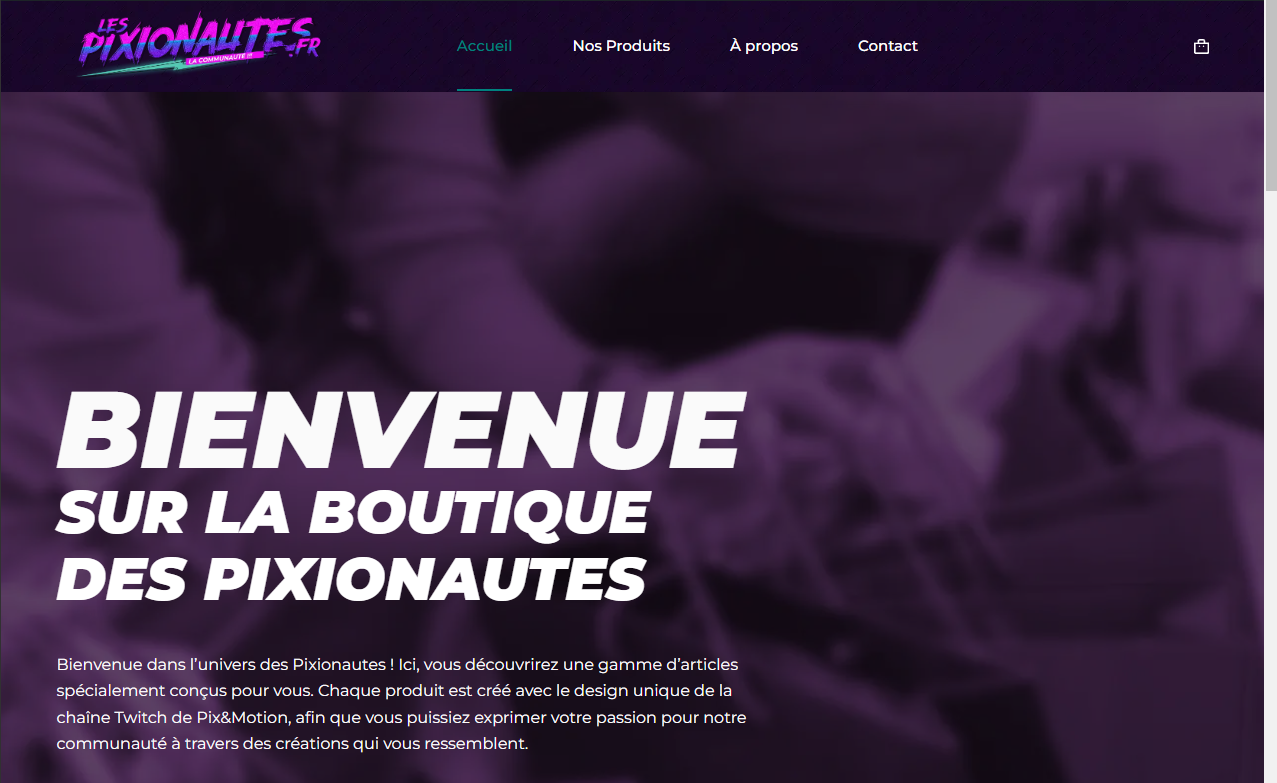 LES
PIXIONAUTES
.FR
LA COMMUNAUTÉ !!!
Accueil
Nos Produits
À propos
Contact
BIENVENUE
SUR LA BOUTIQUE
DES PIXIONAUTES
Bienvenue dans l’univers des Pixionautes ! Ici, vous découvrirez une gamme d’articles
spécialement conçus pour vous. Chaque produit est créé avec le design unique de la
chaîne Twitch de Pix&Motion, afin que vous puissiez exprimer votre passion pour notre
communauté à travers des créations qui vous ressemblent.